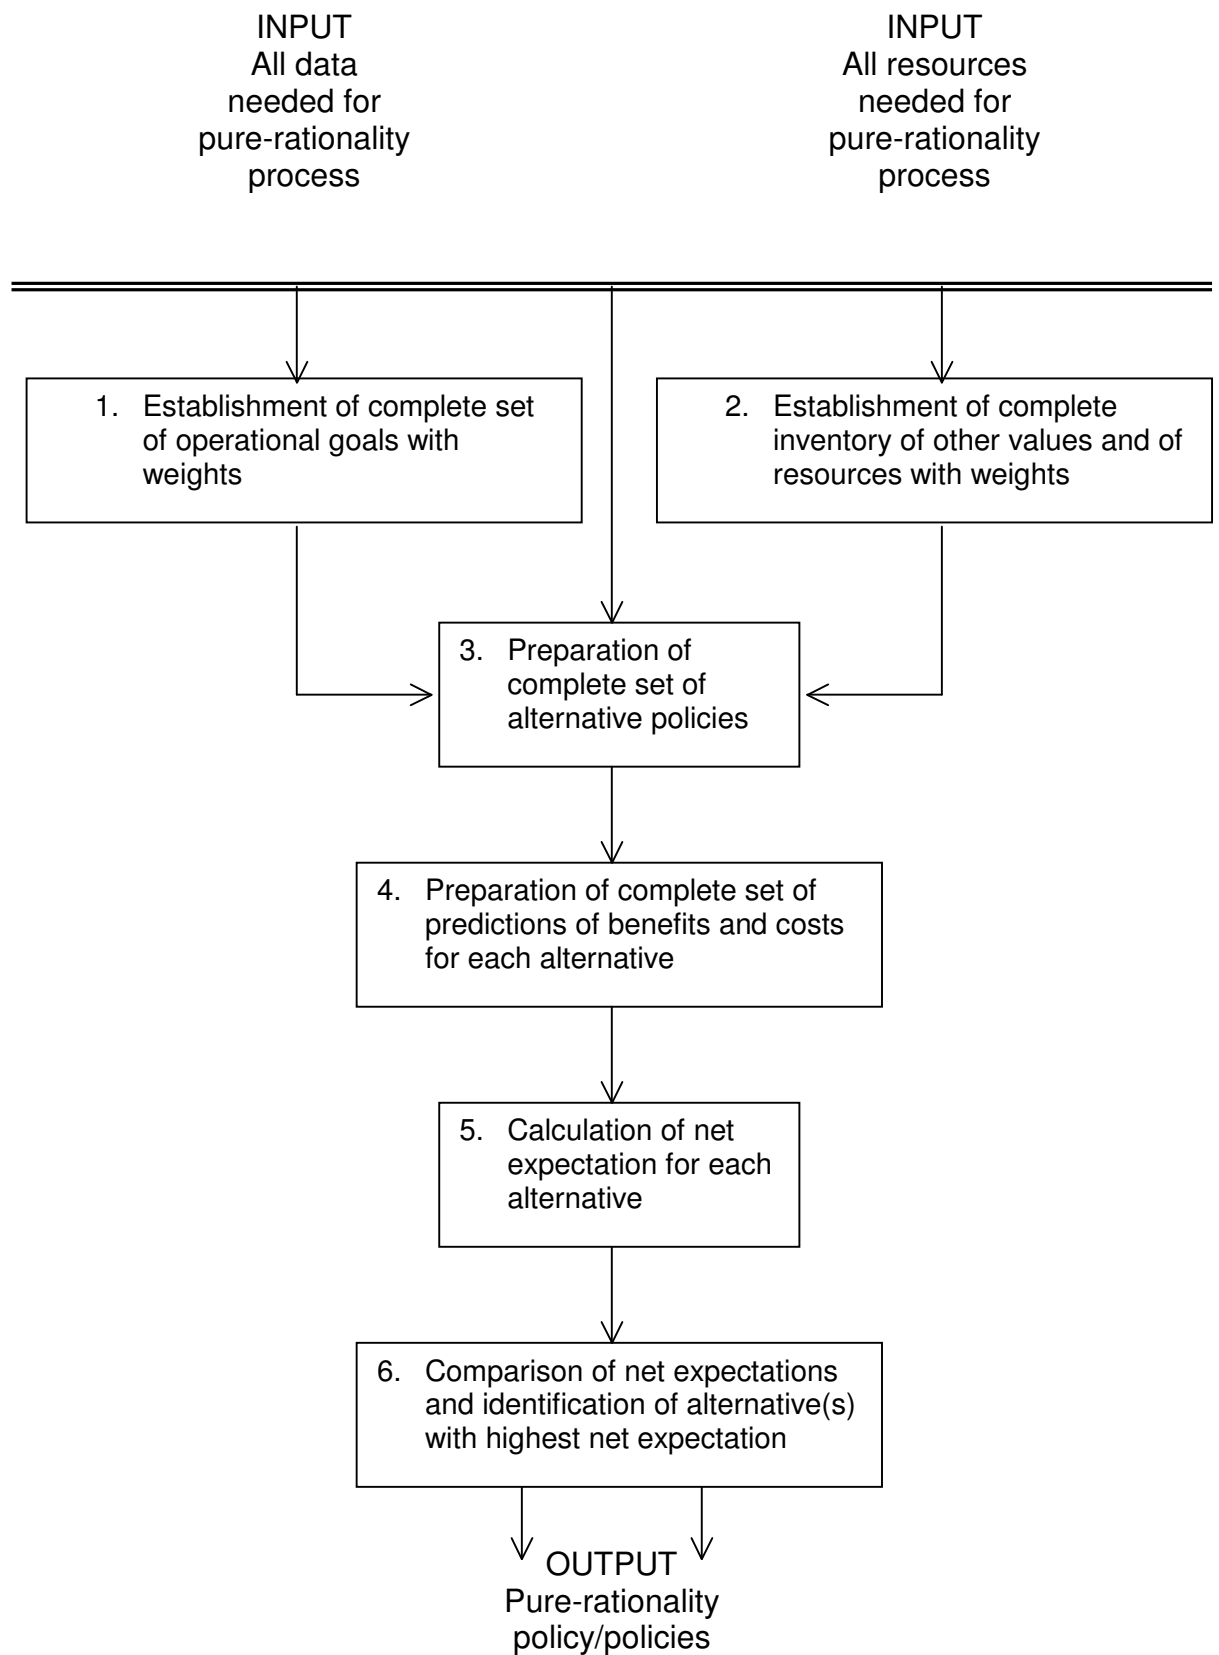 INPUT
All data
needed for
pure-rationality
process
INPUT
All resources
needed for
pure-rationality
process
1. Establishment of complete set
of operational goals with
weights
2. Establishment of complete
inventory of other values and of
resources with weights
3. Preparation of
complete set of
alternative policies
4. Preparation of complete set of
predictions of benefits and costs
for each alternative
5. Calculation of net
expectation for each
alternative
6. Comparison of net expectations
and identification of alternative(s)
with highest net expectation
OUTPUT
Pure-rationality
policy/policies